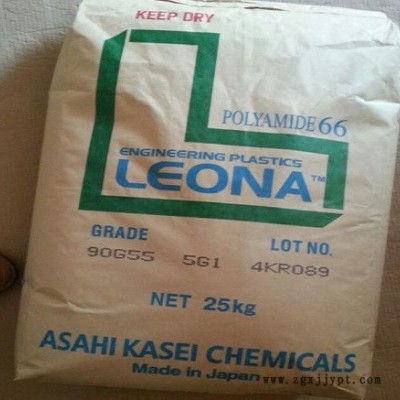 KEEP DRY
POLYAMIDE 66
ENGINEERING PLASTICS
LEONA™
GRADE LOT NO.
90G55 5G1 4KR089
NET 25kg
ASAHI KASEI CHEMICALS
Made in Japan
www.zgxjjypt.com